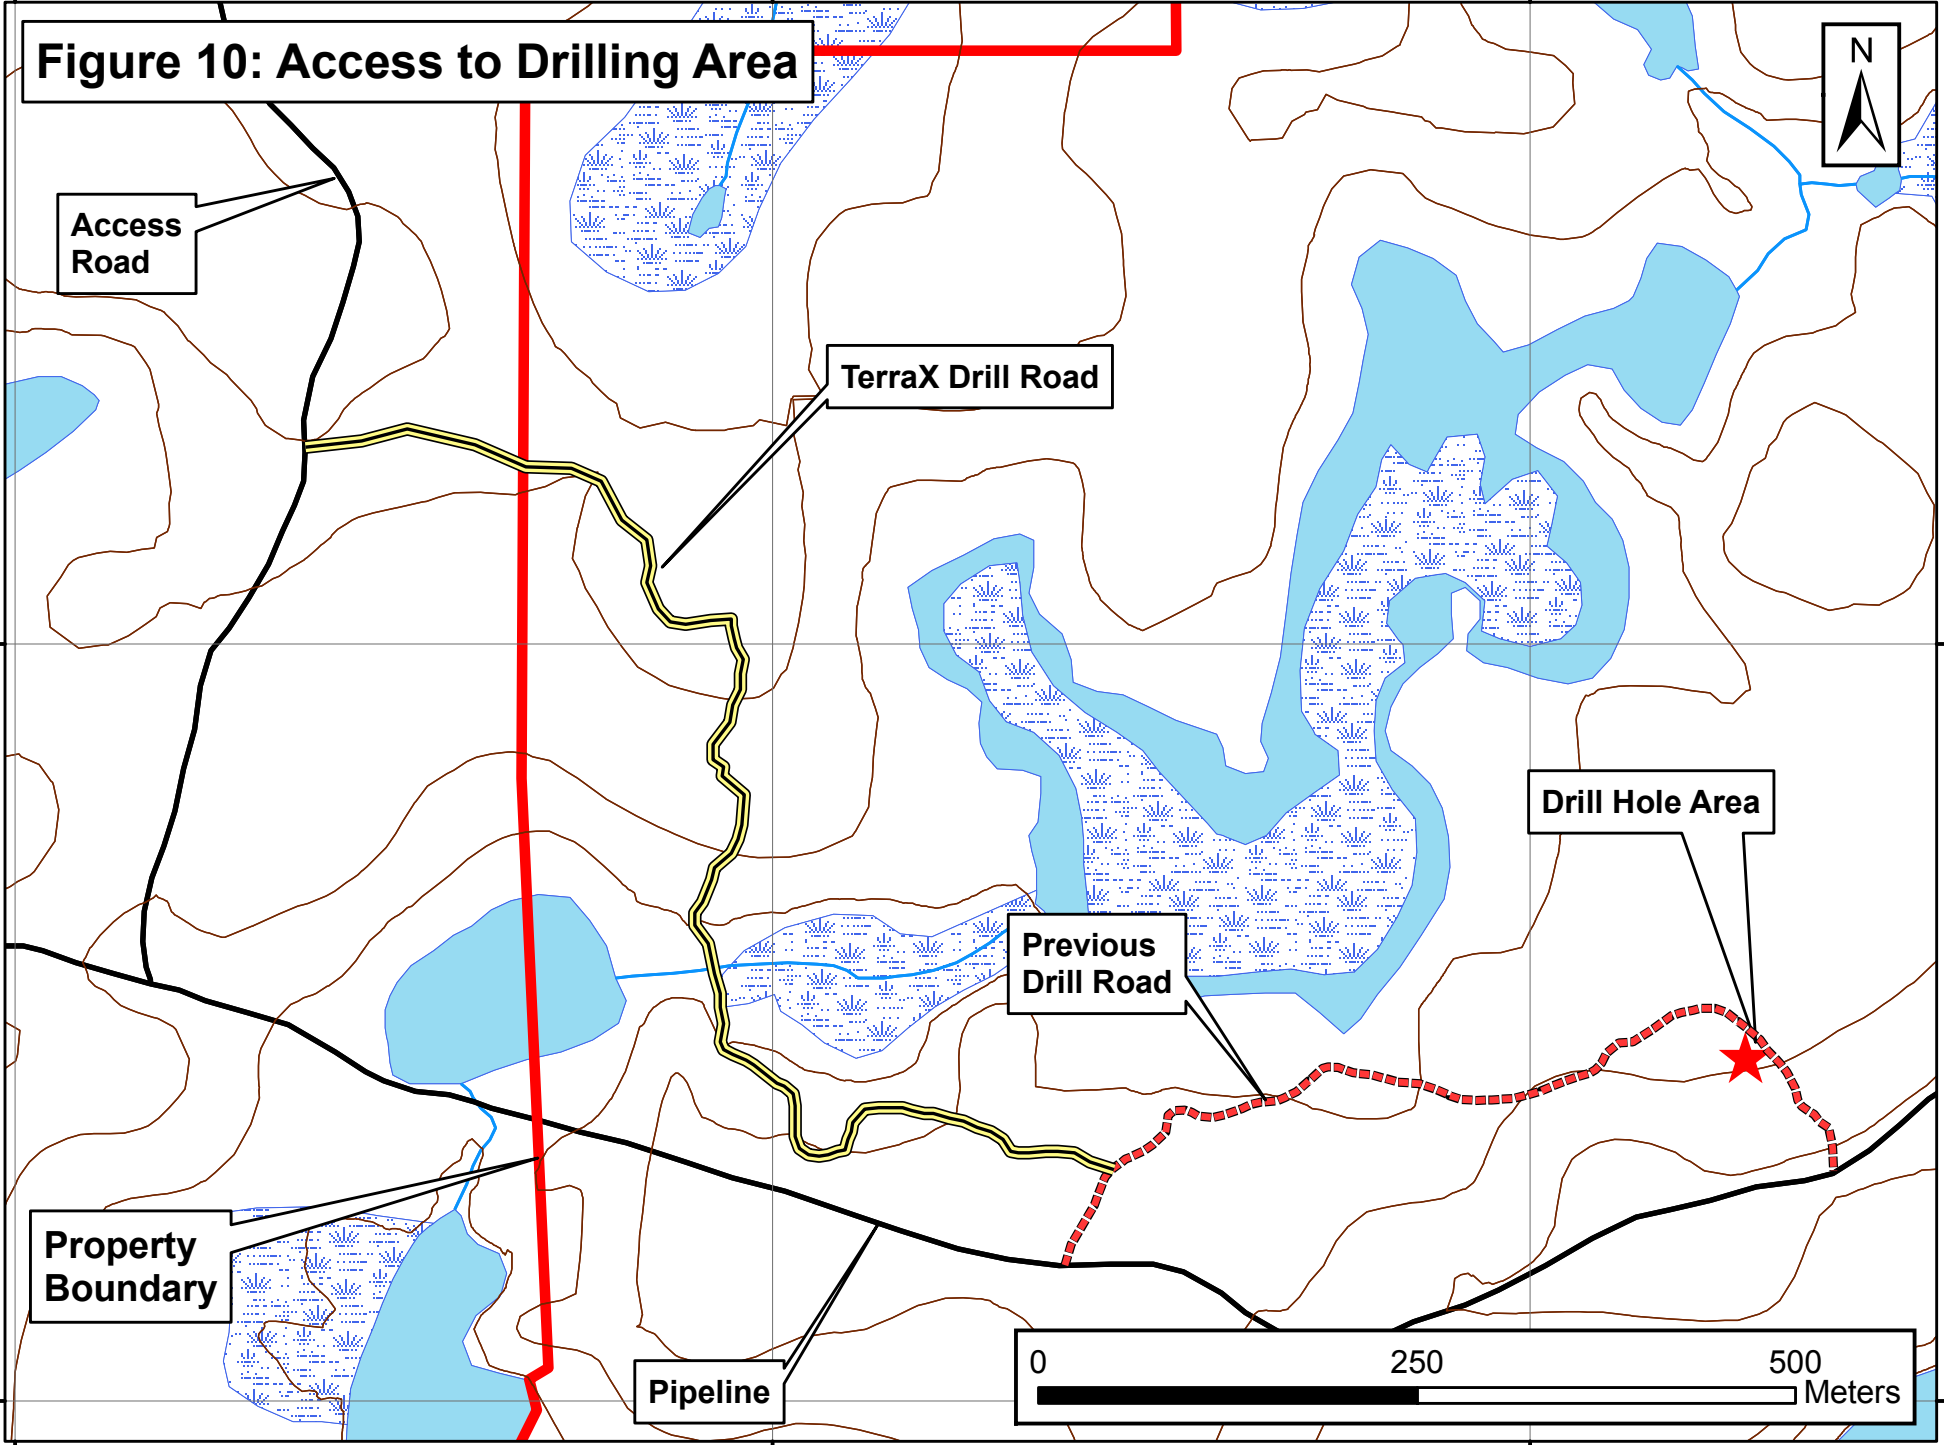 Figure 10: Access to Drilling Area
N
Access
Road
TerraX Drill Road
Drill Hole Area
Previous
Drill Road
Property
Boundary
Pipeline
0 250 500
Meters